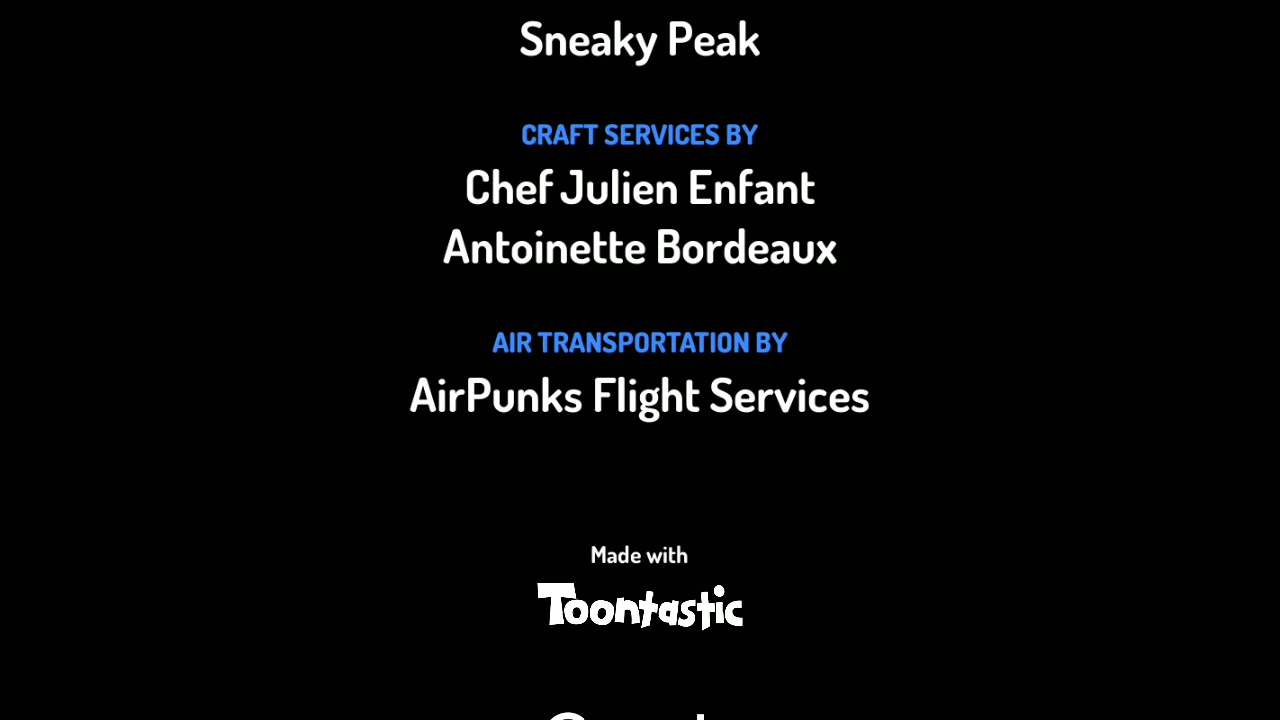 Sneaky Peak
CRAFT SERVICES BY
Chef Julien Enfant
Antoinette Bordeaux
AIR TRANSPORTATION BY
AirPunks Flight Services
Made with
Toontastic